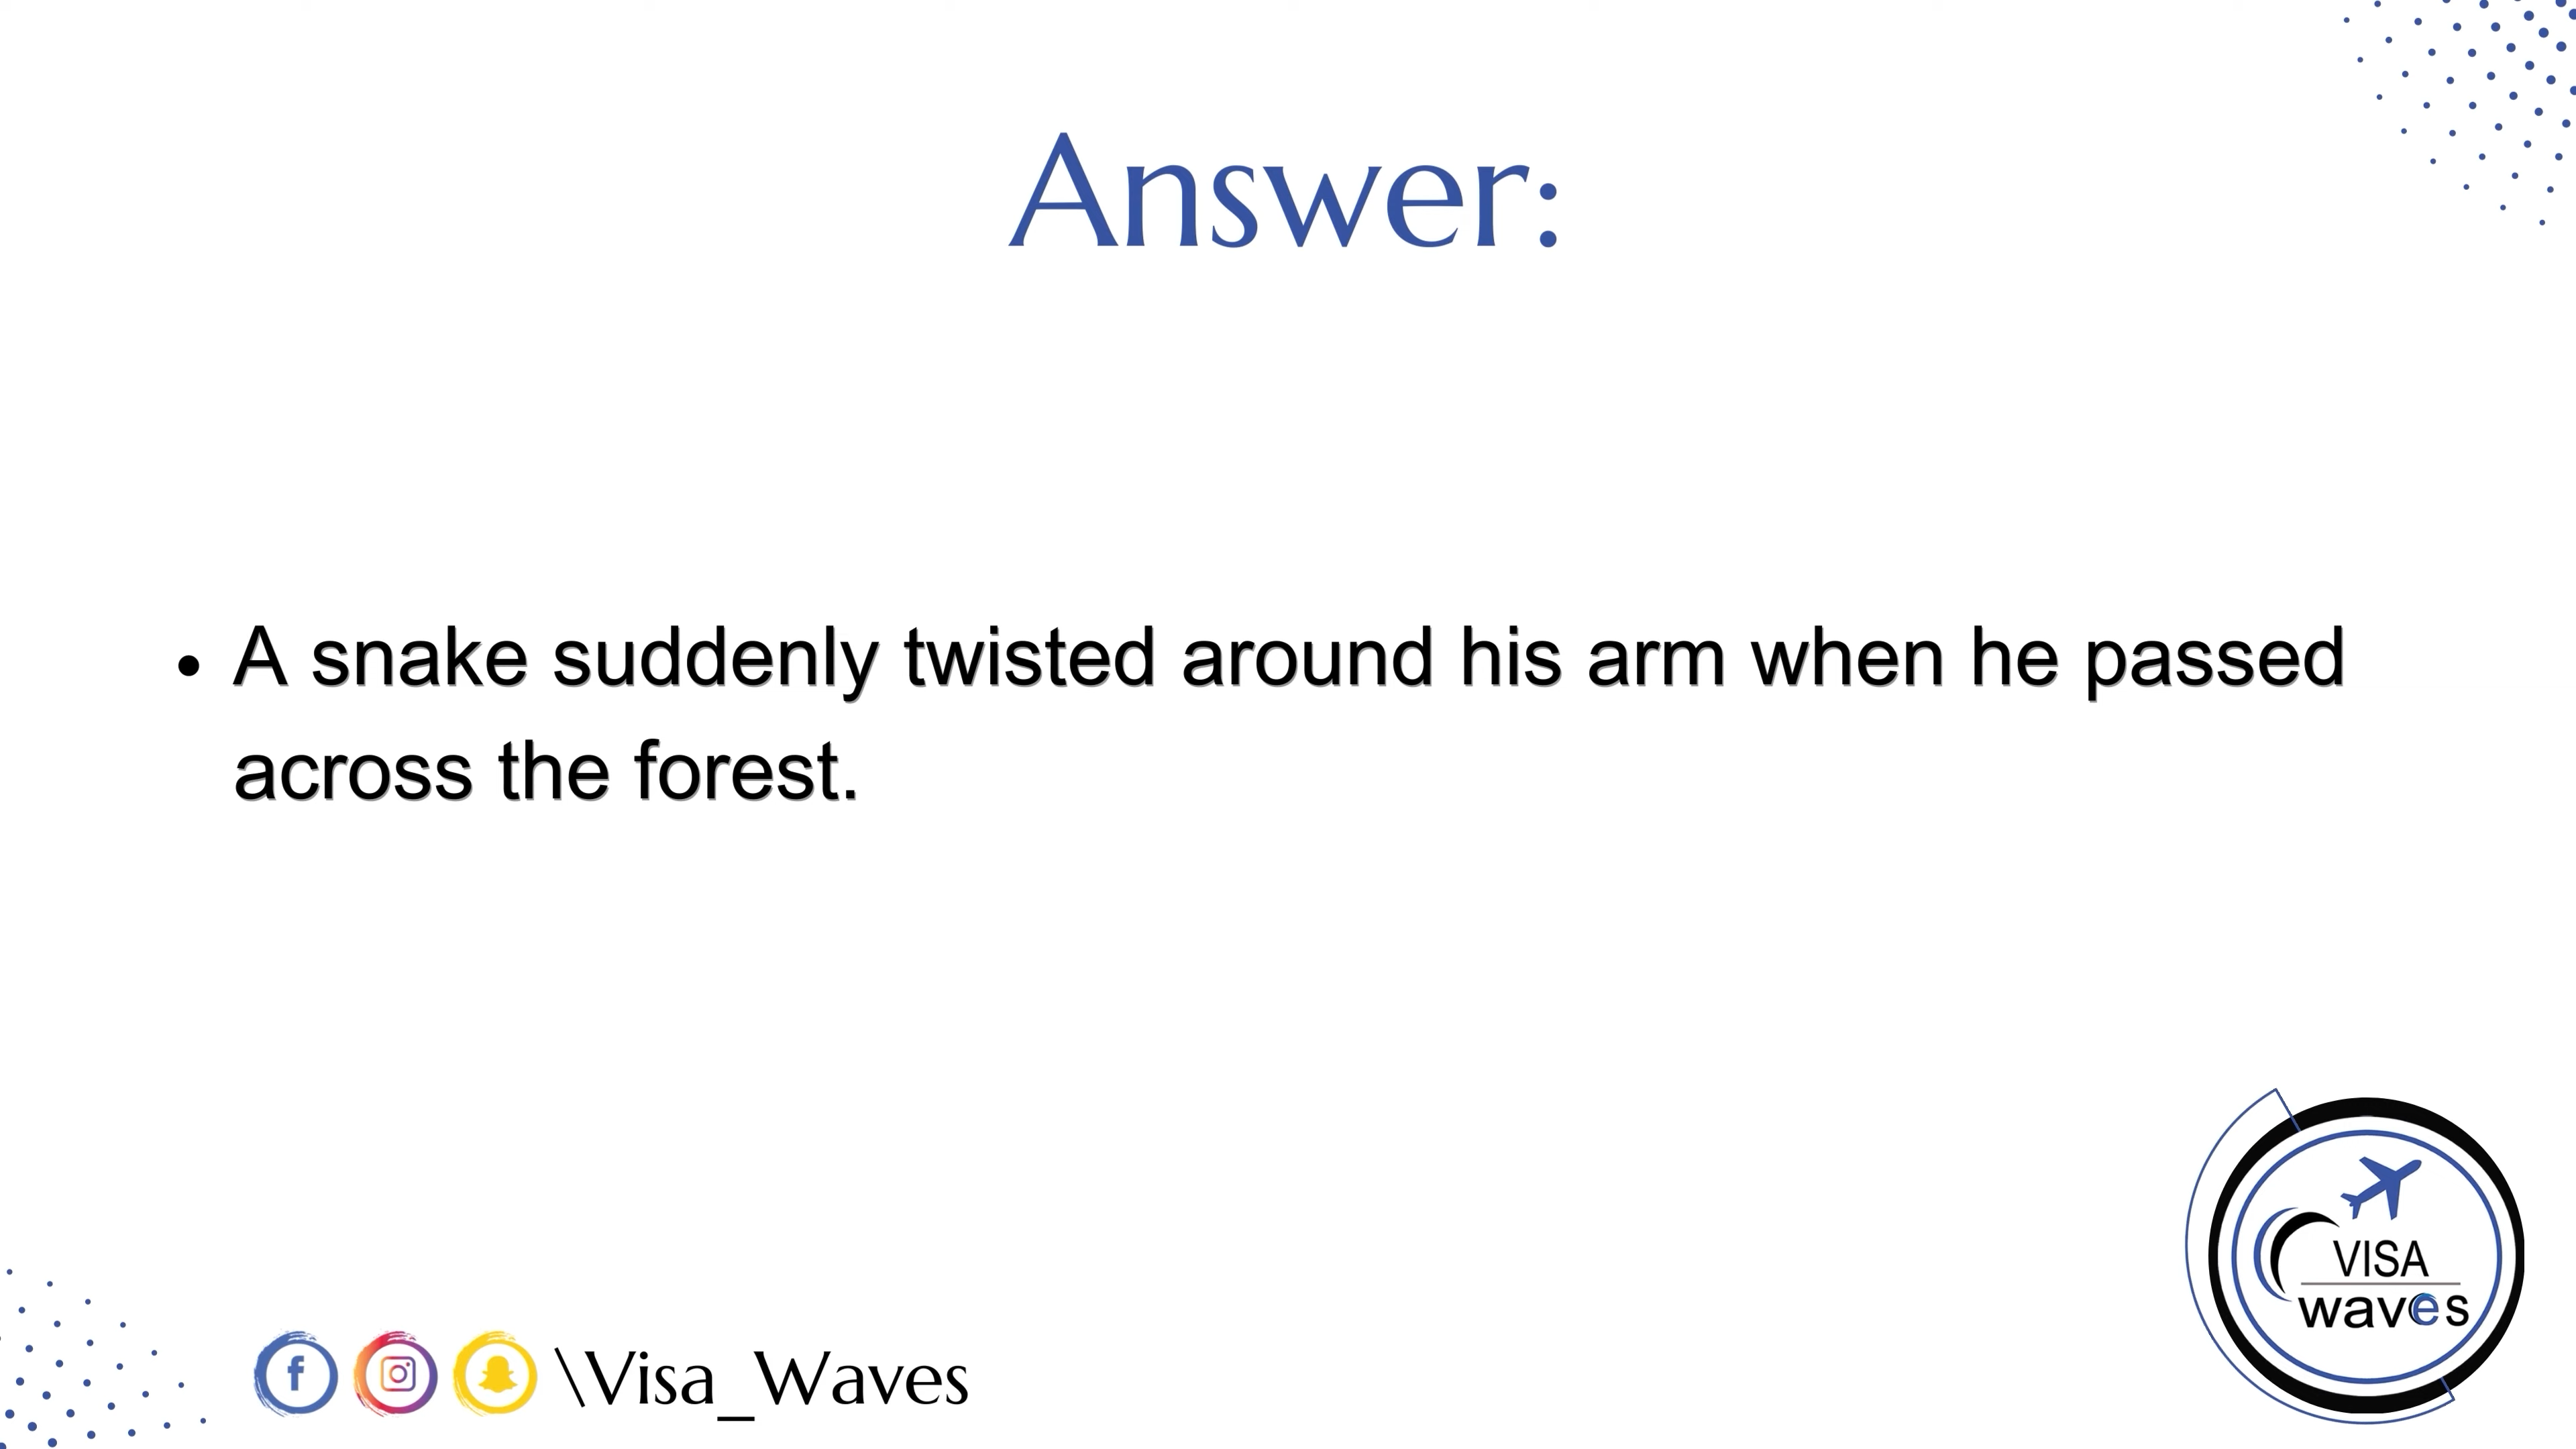 Answer:
• A snake suddenly twisted around his arm when he passed
across the forest.
VISA
waves
\Visa_Waves